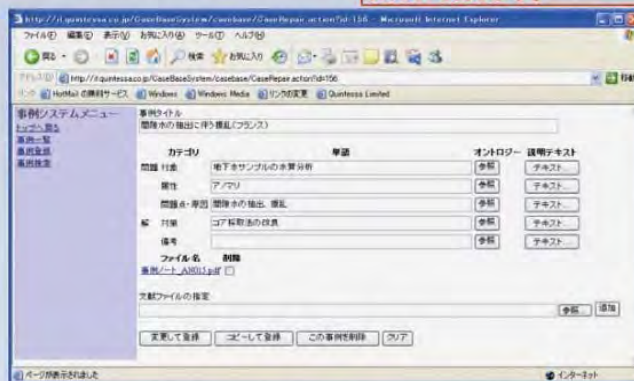 http://jt.quintessa.co.jp/CaseBaseSystem/casebase/CaseRepair.action?id=156 - Microsoft Internet Explorer
ファイル(F) 編集(E) 表示(V) お気に入り(A) ツール(T) ヘルプ(H)
戻る 検索 お気に入り
http://jt.quintessa.co.jp/CaseBaseSystem/casebase/CaseRepair.action?id=156 移動
HotMail の無料サービス Windows Windows Media リンクの変更 Quintessa Limited
事例システムメニュー
トップへ戻る
事例一覧
事例登録
事例検索
事例タイトル
間隙水の抽出に伴う擾乱(フランス)
カテゴリ 単語 オントロジー 説明テキスト
問題 対象 地下水サンプルの水質分析 参照 テキスト...
属性 アノマリ 参照 テキスト...
問題点・原因 間隙水の抽出、擾乱 参照 テキスト...
解 対策 コア採取法の改良 参照 テキスト...
備考 参照 テキスト...
ファイル名 削除
事例ノート_AN015.pdf
文献ファイルの指定
参照... 追加
変更して登録 コピーして登録 この事例を削除 クリア
ページが表示されました インターネット